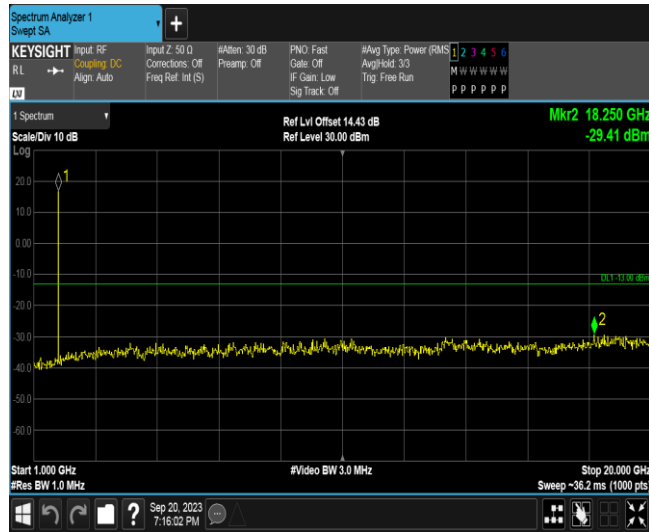 Spectrum Analyzer 1
Swept SA
+
KEYSIGHT Input: RF Input Z: 50 Ω #Atten: 30 dB PNO: Fast #Avg Type: Power (RMS 1 2 3 4 5 6
RL Coupling: DC Corrections: Off Preamp: Off Gate: Off Avg|Hold: 3/3 M W W W W W
Align: Auto Freq Ref: Int (S) IF Gain: Low Trig: Free Run
LXI Sig Track: Off P P P P P P
1 Spectrum Ref Lvl Offset 14.43 dB Mkr2 18.250 GHz
Scale/Div 10 dB Ref Level 30.00 dBm -29.41 dBm
Log
1
20.0
10.0
0.00
-10.0
DL1 -13.00 dBm
-20.0
2
-30.0
-40.0
-50.0
-60.0
Start 1.000 GHz #Video BW 3.0 MHz Stop 20.000 GHz
#Res BW 1.0 MHz Sweep ~36.2 ms (1000 pts)
? Sep 20, 2023
7:16:02 PM